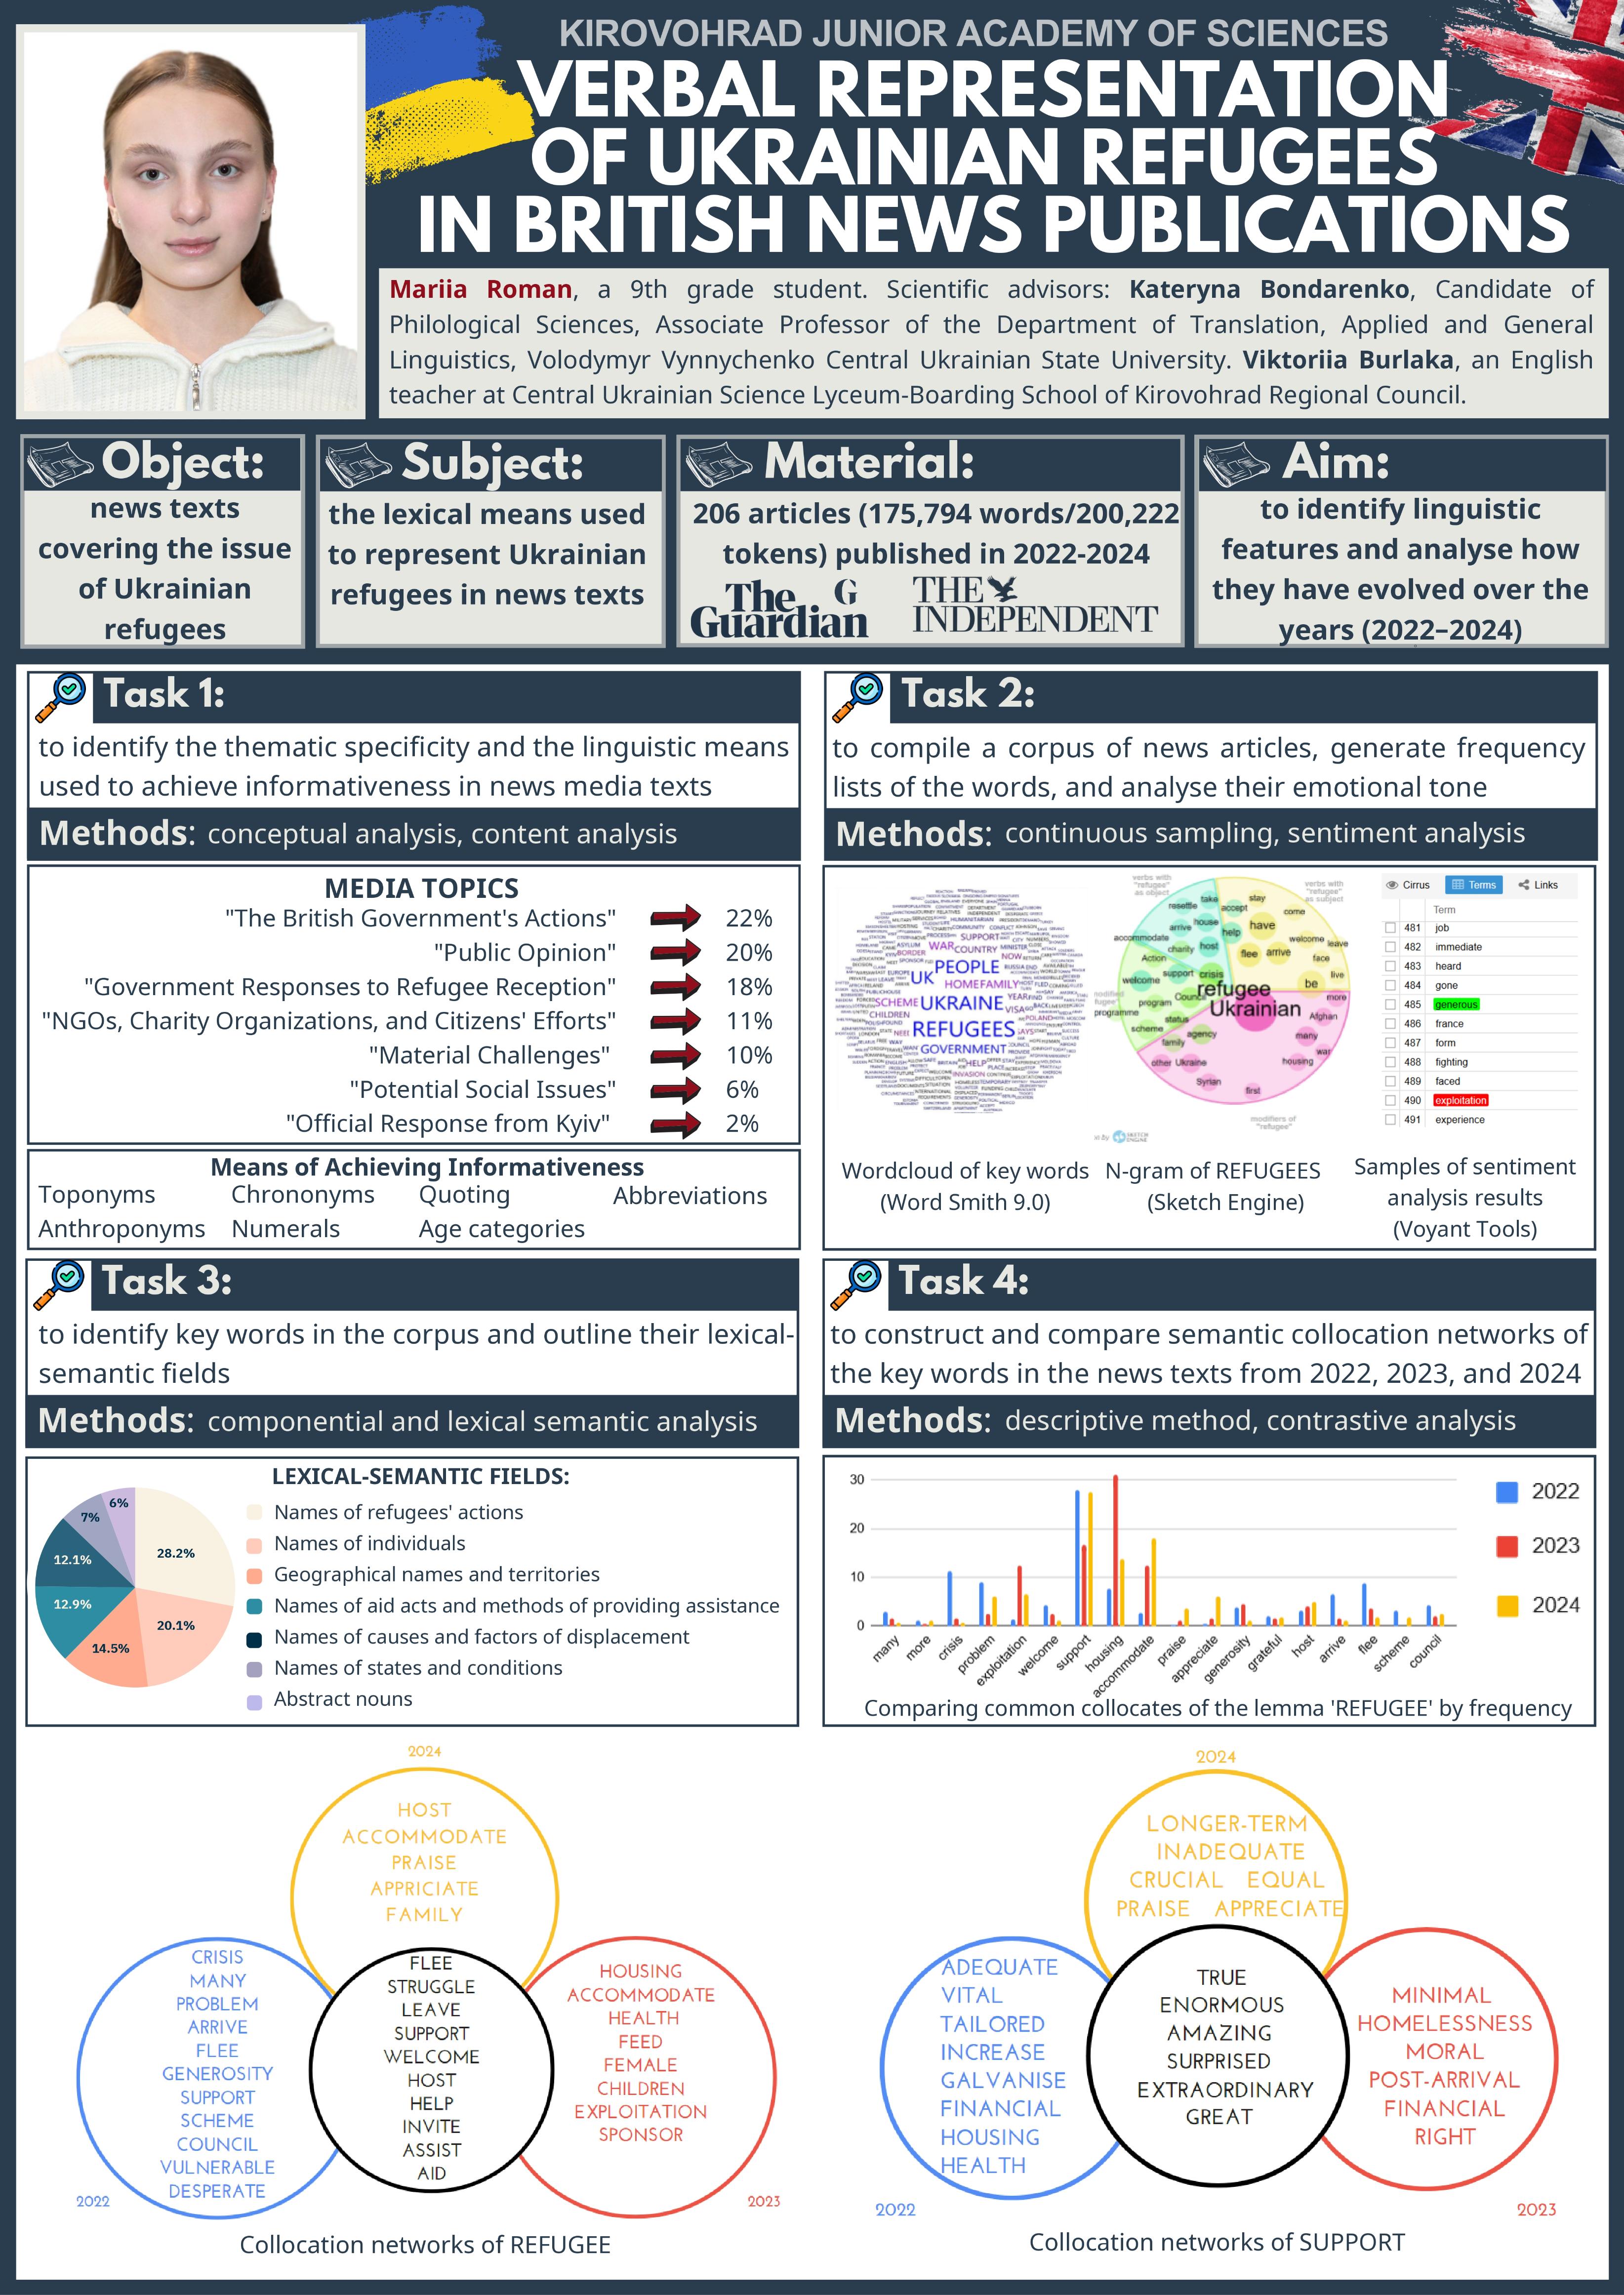 KIROVOHRAD JUNIOR ACADEMY OF SCIENCES
VERBAL REPRESENTATION
OF UKRAINIAN REFUGEES
IN BRITISH NEWS PUBLICATIONS
Mariia Roman, a 9th grade student. Scientific advisors: Kateryna Bondarenko, Candidate of
Philological Sciences, Associate Professor of the Department of Translation, Applied and General
Linguistics, Volodymyr Vynnychenko Central Ukrainian State University. Viktoriia Burlaka, an English
teacher at Central Ukrainian Science Lyceum-Boarding School of Kirovohrad Regional Council.
Object:
news texts
covering the issue
of Ukrainian
refugees
Subject:
the lexical means used
to represent Ukrainian
refugees in news texts
Material:
206 articles (175,794 words/200,222
tokens) published in 2022-2024
The G
Guardian
THE
INDEPENDENT
Aim:
to identify linguistic
features and analyse how
they have evolved over the
years (2022–2024)
Task 1:
to identify the thematic specificity and the linguistic means
used to achieve informativeness in news media texts
Methods: conceptual analysis, content analysis
MEDIA TOPICS
"The British Government's Actions" 22%
"Public Opinion" 20%
"Government Responses to Refugee Reception" 18%
"NGOs, Charity Organizations, and Citizens' Efforts" 11%
"Material Challenges" 10%
"Potential Social Issues" 6%
"Official Response from Kyiv" 2%
Means of Achieving Informativeness
Toponyms Chrononyms Quoting Abbreviations
Anthroponyms Numerals Age categories
Task 2:
to compile a corpus of news articles, generate frequency
lists of the words, and analyse their emotional tone
Methods: continuous sampling, sentiment analysis
WAR
SUPPORT
COUNTRY
PEOPLE
UK
HOME
FAMILY
SCHEME
UKRAINE
YEAR
VISA
CHILDREN
REFUGEES
GOVERNMENT
HELP
INVASION
verbs with
"refugee"
as object
verbs with
"refugee"
as subject
resettle
take
accept
stay
come
arrive
house
help
have
accommodate
charity
host
flee
arrive
welcome
leave
face
Action
support
crisis
live
welcome
refugee
be
program
Council
Ukrainian
more
programme
status
Afghan
scheme
agency
many
family
war
other Ukraine
housing
Syrian
first
modifiers of
"refugee"
SKETCH
ENGINE
Cirrus Terms Links
Term
481 job
482 immediate
483 heard
484 gone
485 generous
486 france
487 form
488 fighting
489 faced
490 exploitation
491 experience
Wordcloud of key words
(Word Smith 9.0)
N-gram of REFUGEES
(Sketch Engine)
Samples of sentiment
analysis results
(Voyant Tools)
Task 3:
to identify key words in the corpus and outline their lexical-
semantic fields
Methods: componential and lexical semantic analysis
LEXICAL-SEMANTIC FIELDS:
6%
7%
12.1%
12.9%
14.5%
20.1%
28.2%
Names of refugees' actions
Names of individuals
Geographical names and territories
Names of aid acts and methods of providing assistance
Names of causes and factors of displacement
Names of states and conditions
Abstract nouns
Task 4:
to construct and compare semantic collocation networks of
the key words in the news texts from 2022, 2023, and 2024
Methods: descriptive method, contrastive analysis
30
20
10
0
many
more
crisis
problem
exploitation
welcome
support
housing
accommodate
praise
appreciate
generosity
grateful
host
arrive
flee
scheme
council
2022
2023
2024
Comparing common collocates of the lemma 'REFUGEE' by frequency
2024
HOST
ACCOMMODATE
PRAISE
APPRICIATE
FAMILY
CRISIS
MANY
PROBLEM
ARRIVE
FLEE
GENEROSITY
SUPPORT
SCHEME
COUNCIL
VULNERABLE
DESPERATE
2022
FLEE
STRUGGLE
LEAVE
SUPPORT
WELCOME
HOST
HELP
INVITE
ASSIST
AID
HOUSING
ACCOMMODATE
HEALTH
FEED
FEMALE
CHILDREN
EXPLOITATION
SPONSOR
2023
Collocation networks of REFUGEE
2024
LONGER-TERM
INADEQUATE
CRUCIAL EQUAL
PRAISE APPRECIATE
ADEQUATE
VITAL
TAILORED
INCREASE
GALVANISE
FINANCIAL
HOUSING
HEALTH
2022
TRUE
ENORMOUS
AMAZING
SURPRISED
EXTRAORDINARY
GREAT
MINIMAL
HOMELESSNESS
MORAL
POST-ARRIVAL
FINANCIAL
RIGHT
2023
Collocation networks of SUPPORT